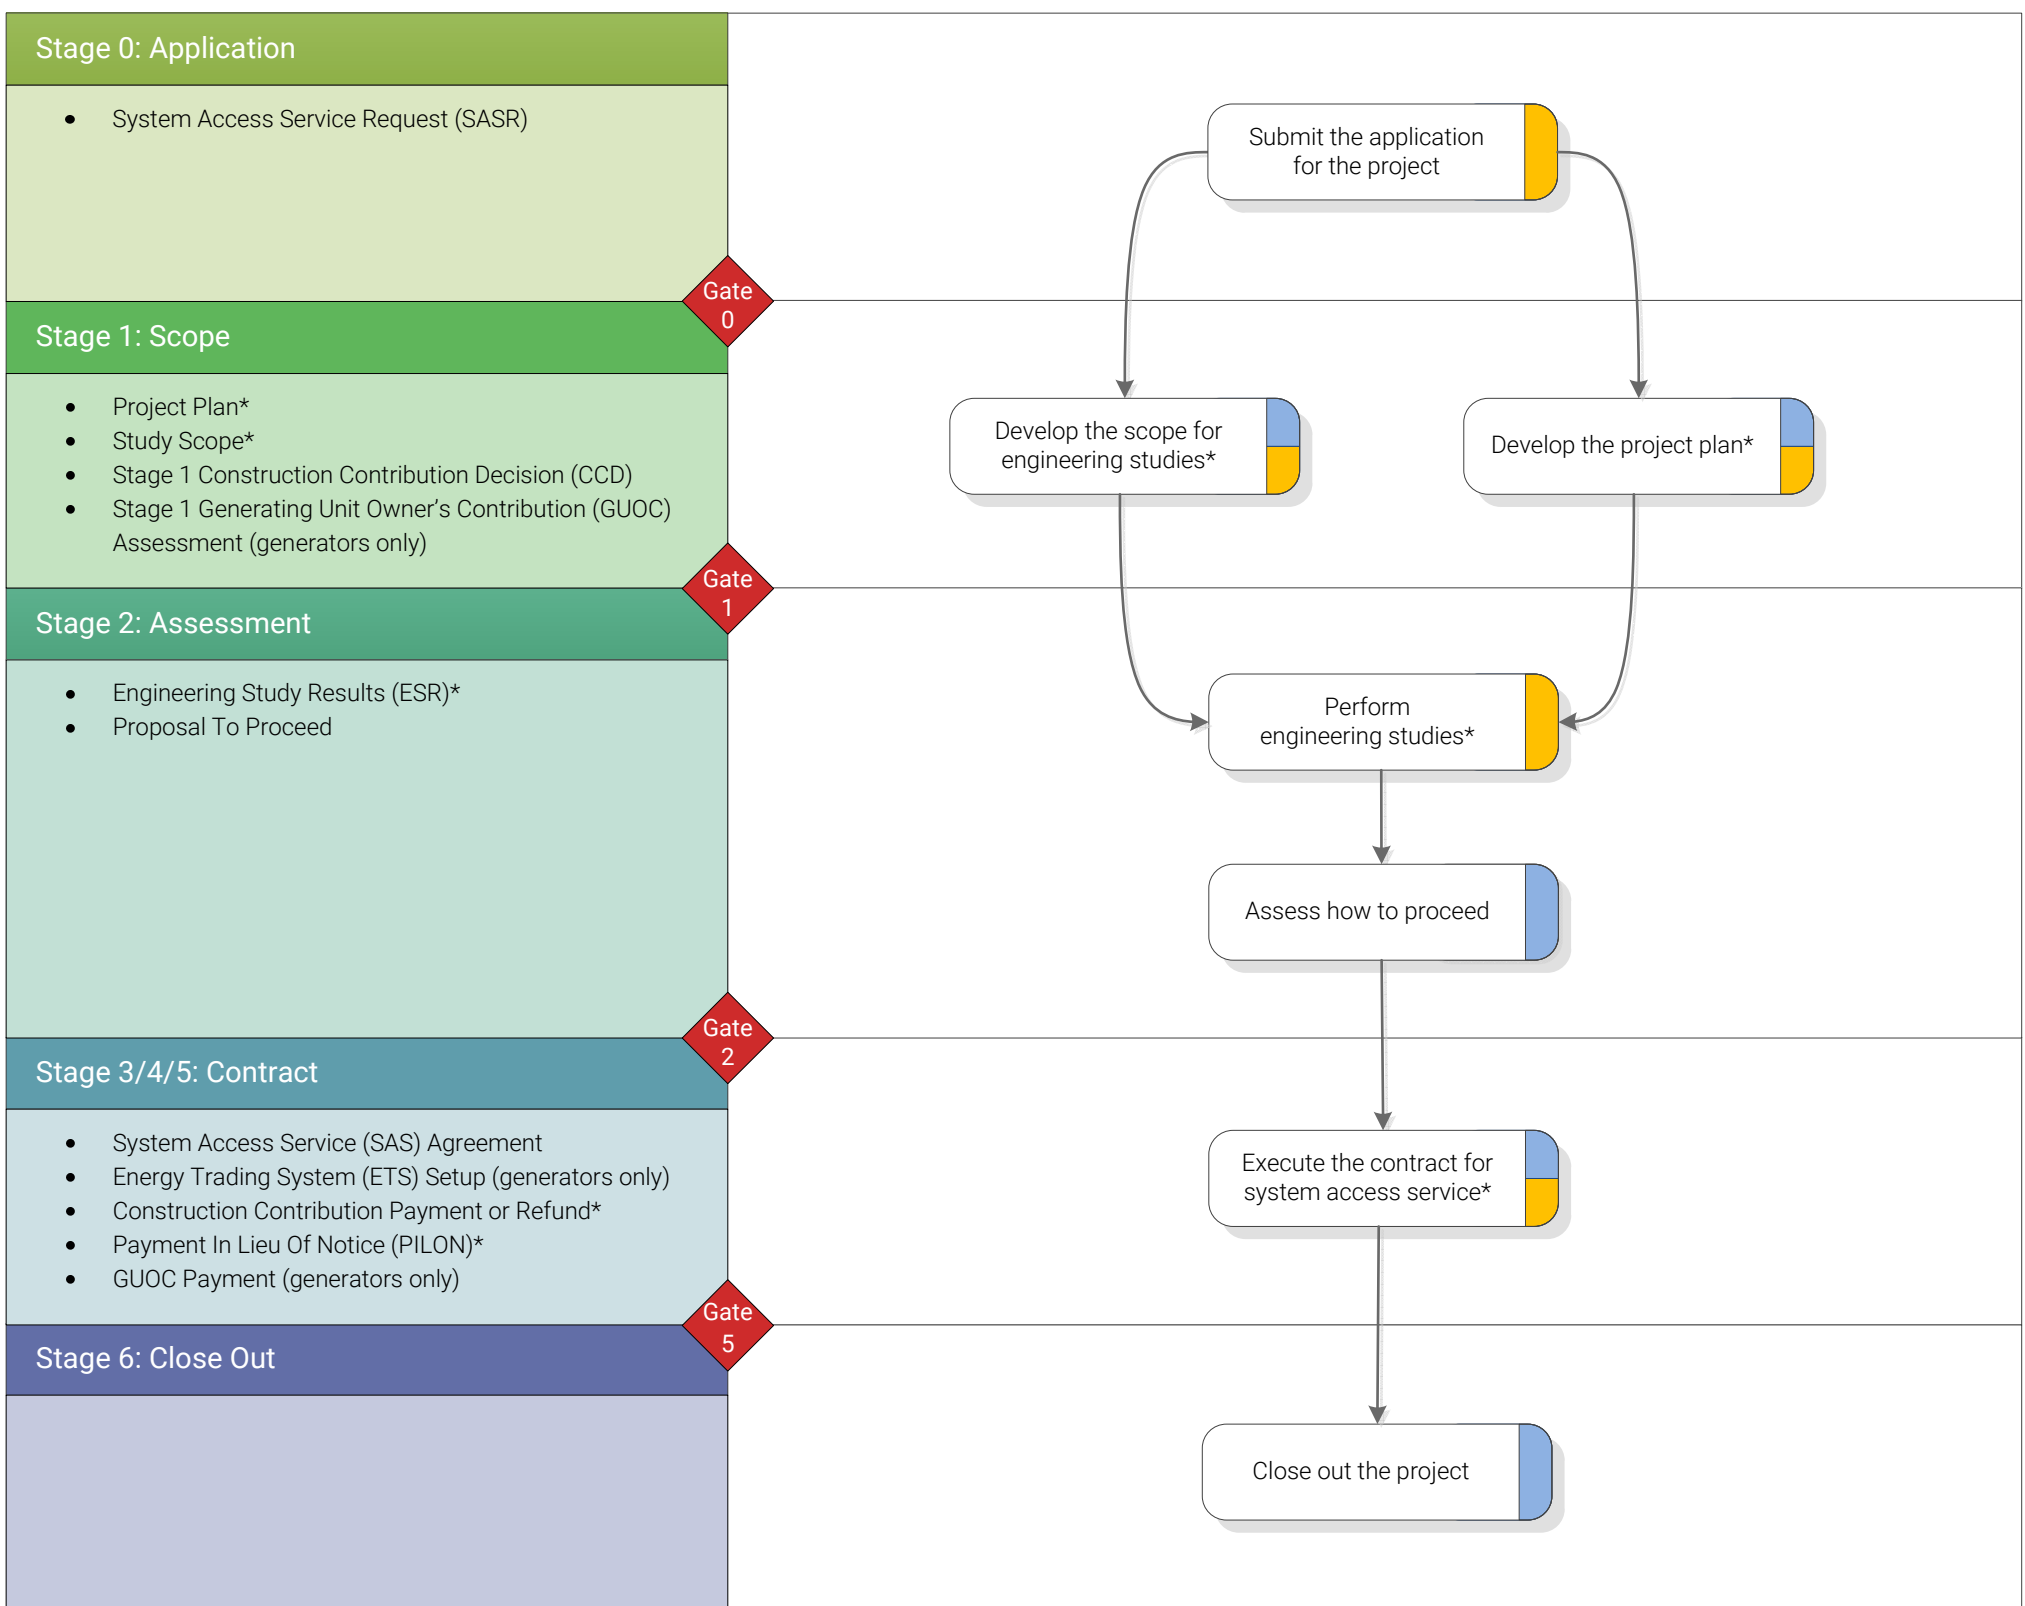 Stage 0: Application
• System Access Service Request (SASR)
Submit the application
for the project
Gate
0
Stage 1: Scope
• Project Plan*
• Study Scope*
• Stage 1 Construction Contribution Decision (CCD)
• Stage 1 Generating Unit Owner’s Contribution (GUOC)
Assessment (generators only)
Develop the scope for
engineering studies*
Develop the project plan*
Gate
1
Stage 2: Assessment
• Engineering Study Results (ESR)*
• Proposal To Proceed
Perform
engineering studies*
Assess how to proceed
Gate
2
Stage 3/4/5: Contract
• System Access Service (SAS) Agreement
• Energy Trading System (ETS) Setup (generators only)
• Construction Contribution Payment or Refund*
• Payment In Lieu Of Notice (PILON)*
• GUOC Payment (generators only)
Execute the contract for
system access service*
Gate
5
Stage 6: Close Out
Close out the project